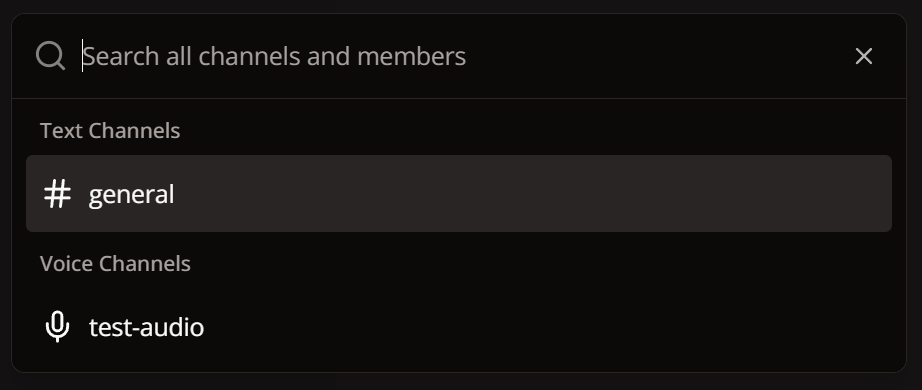 Search all channels and members
Text Channels
# general
Voice Channels
test-audio